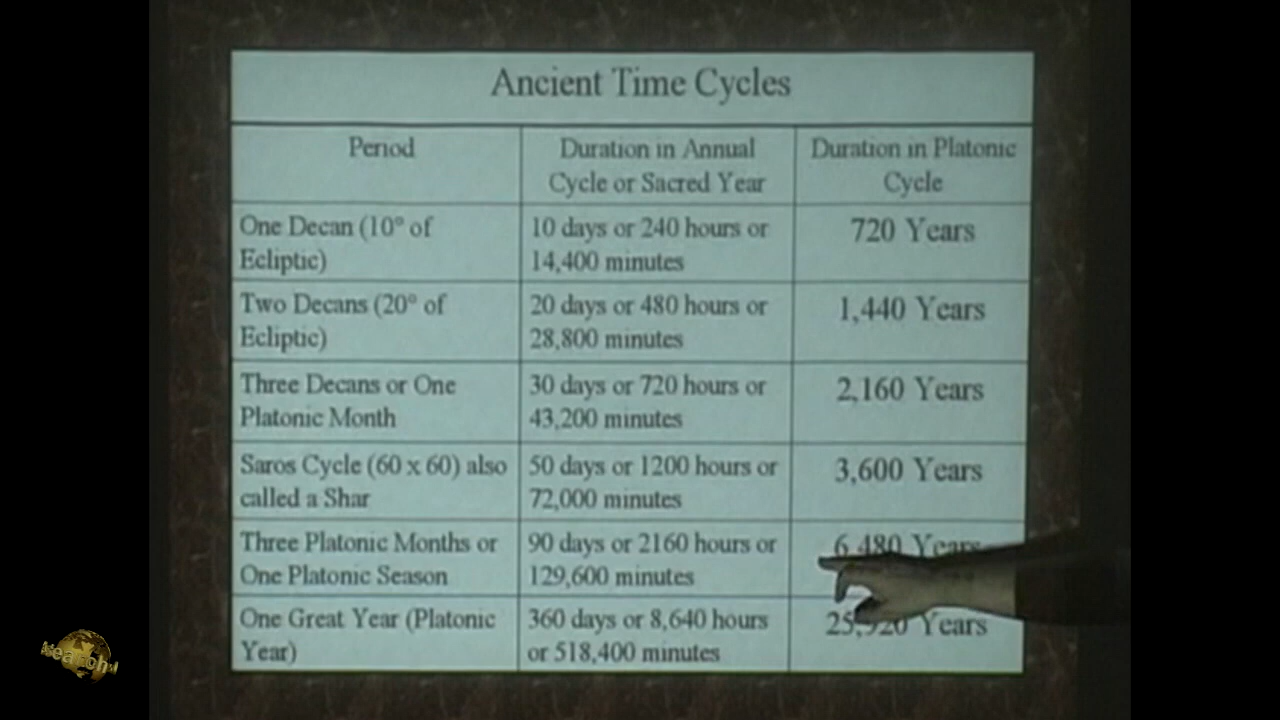 Ancient Time Cycles
Period
Duration in Annual
Cycle or Sacred Year
Duration in Platonic
Cycle
One Decan (10° of
Ecliptic)
10 days or 240 hours or
14,400 minutes
720 Years
Two Decans (20° of
Ecliptic)
20 days or 480 hours or
28,800 minutes
1,440 Years
Three Decans or One
Platonic Month
30 days or 720 hours or
43,200 minutes
2,160 Years
Saros Cycle (60 x 60) also
called a Shar
50 days or 1200 hours or
72,000 minutes
3,600 Years
Three Platonic Months or
One Platonic Season
90 days or 2160 hours or
129,600 minutes
6,480 Years
One Great Year (Platonic
Year)
360 days or 8,640 hours
or 518,400 minutes
25,920 Years